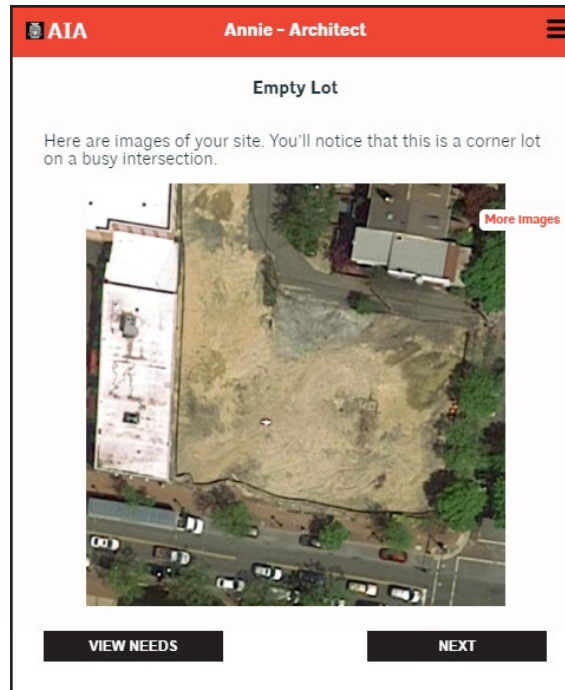 AIA
Annie – Architect
Empty Lot
Here are images of your site. You'll notice that this is a corner lot
on a busy intersection.
More Images
VIEW NEEDS
NEXT